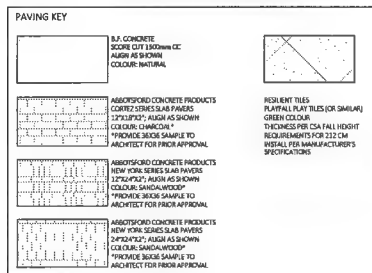 PAVING KEY
B.F. CONCRETE
SCORE CUT 1500mm CC
ALIGN AS SHOWN
COLOUR: NATURAL
ABBOTSFORD CONCRETE PRODUCTS
CORTEZ SERIES SLAB PAVERS
12"X18"X2"; ALIGN AS SHOWN
COLOUR: CHARCOAL*
*PROVIDE 36X36 SAMPLE TO
ARCHITECT FOR PRIOR APPROVAL
ABBOTSFORD CONCRETE PRODUCTS
NEW YORK SERIES SLAB PAVERS
12"X24"X2"; ALIGN AS SHOWN
COLOUR: SANDALWOOD*
*PROVIDE 36X36 SAMPLE TO
ARCHITECT FOR PRIOR APPROVAL
ABBOTSFORD CONCRETE PRODUCTS
NEW YORK SERIES SLAB PAVERS
24"X24"X2"; ALIGN AS SHOWN
COLOUR: SANDALWOOD*
*PROVIDE 36X36 SAMPLE TO
ARCHITECT FOR PRIOR APPROVAL
RESILIENT TILES
PLAYFALL PLAY TILES (OR SIMILAR)
GREEN COLOUR
THICKNESS PER CSA FALL HEIGHT
REQUIREMENTS FOR 212 CM
INSTALL PER MANUFACTURER'S
SPECIFICATIONS